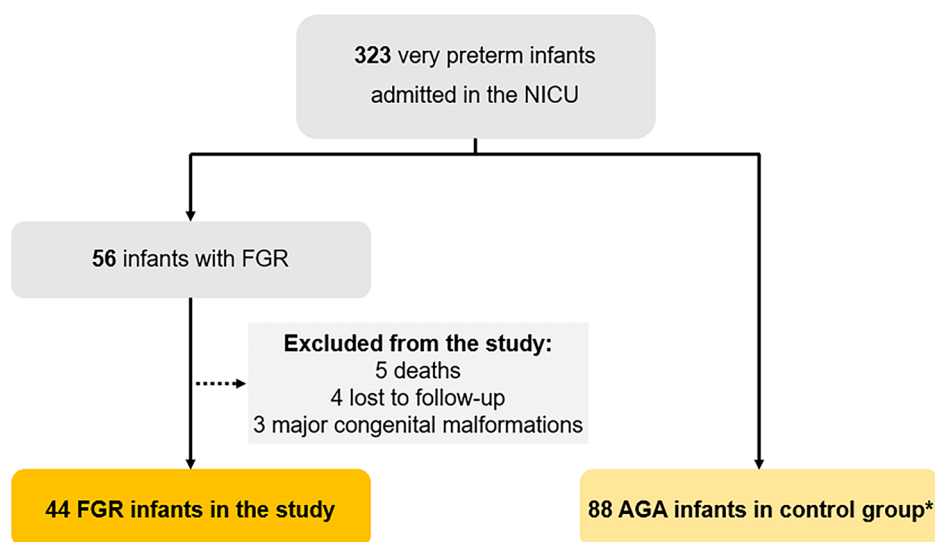 323 very preterm infants
admitted in the NICU
56 infants with FGR
Excluded from the study:
5 deaths
4 lost to follow-up
3 major congenital malformations
44 FGR infants in the study
88 AGA infants in control group*